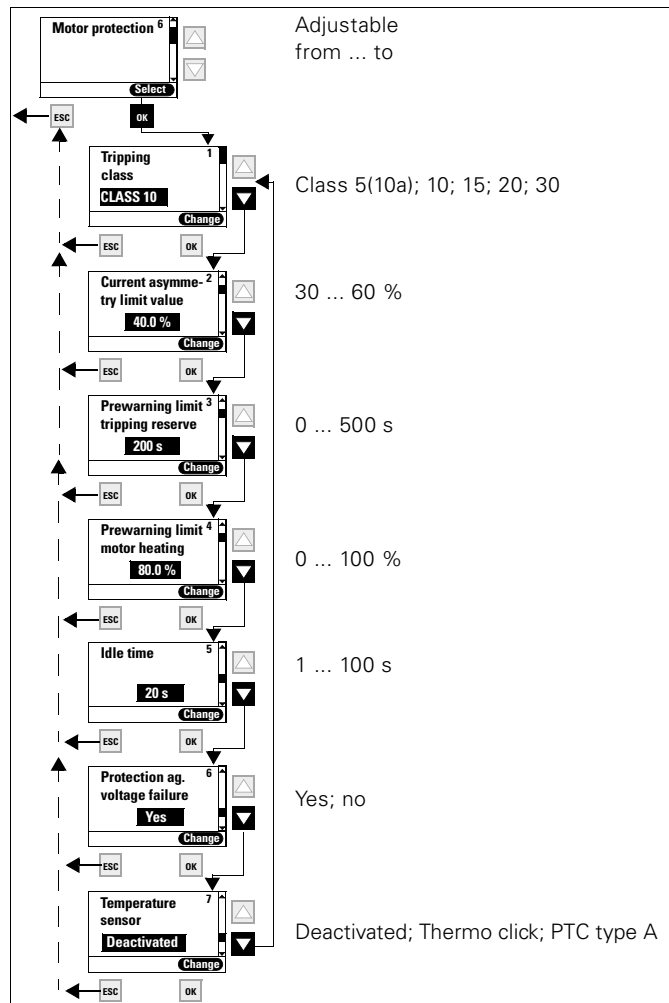 Motor protection 6
Adjustable
from ... to
Select
ESC
OK
Tripping 1
class
CLASS 10
Change
Class 5(10a); 10; 15; 20; 30
ESC
OK
Current asymme- 2
try limit value
40.0 %
Change
30 ... 60 %
ESC
OK
Prewarning limit 3
tripping reserve
200 s
Change
0 ... 500 s
ESC
OK
Prewarning limit 4
motor heating
80.0 %
Change
0 ... 100 %
ESC
OK
Idle time 5
20 s
Change
1 ... 100 s
ESC
OK
Protection ag. 6
voltage failure
Yes
Change
Yes; no
ESC
OK
Temperature 7
sensor
Deactivated
Change
Deactivated; Thermo click; PTC type A
ESC
OK